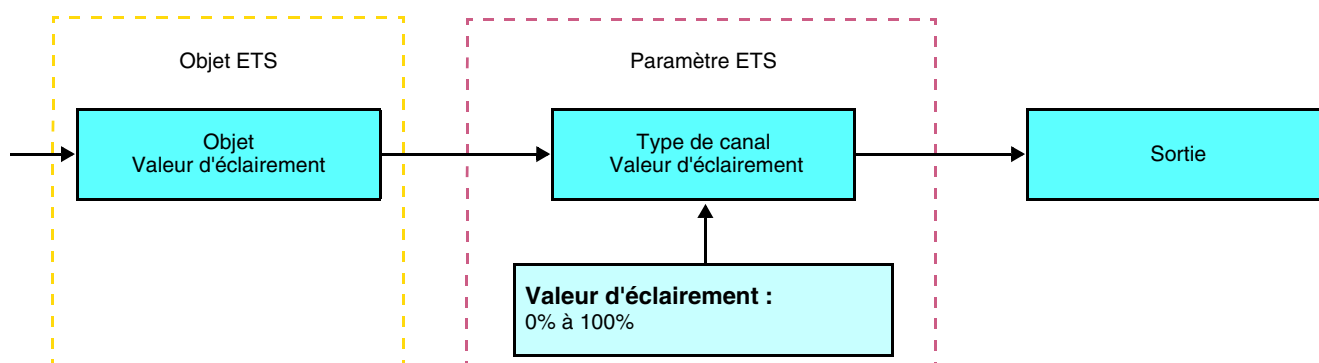 Objet ETS
Paramètre ETS
Objet
Valeur d'éclairement
Type de canal
Valeur d'éclairement
Sortie
Valeur d'éclairement :
0% à 100%